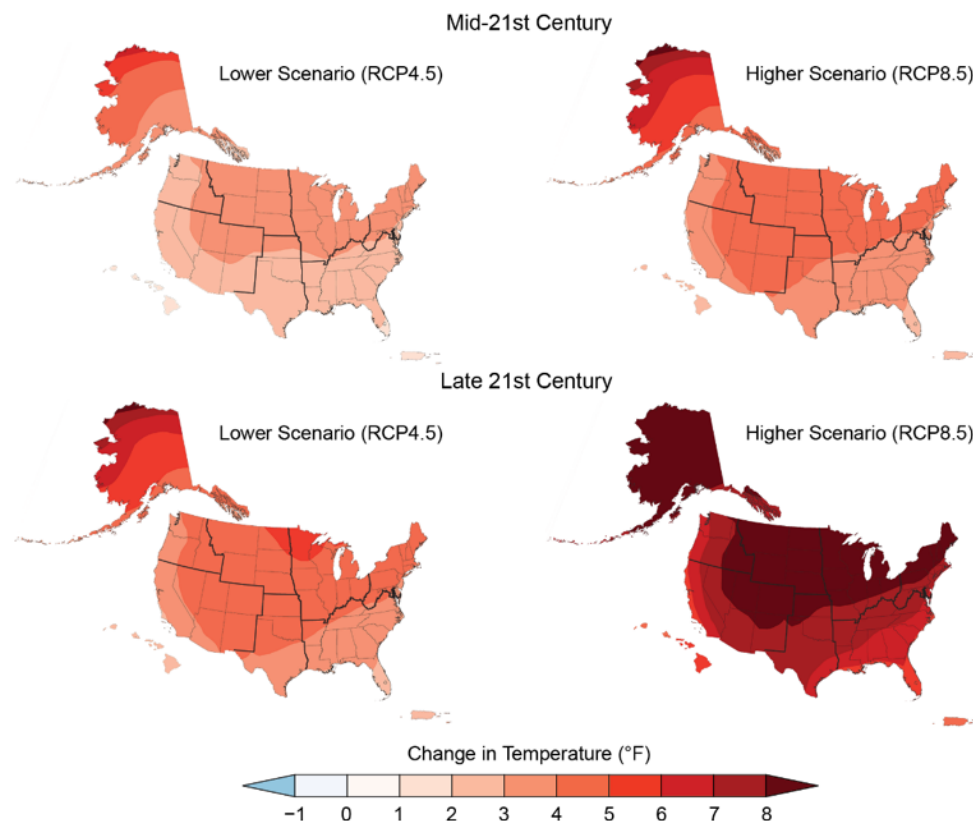 Mid-21st Century
Lower Scenario (RCP4.5)
Higher Scenario (RCP8.5)
Late 21st Century
Lower Scenario (RCP4.5)
Higher Scenario (RCP8.5)
Change in Temperature (°F)
−1 0 1 2 3 4 5 6 7 8